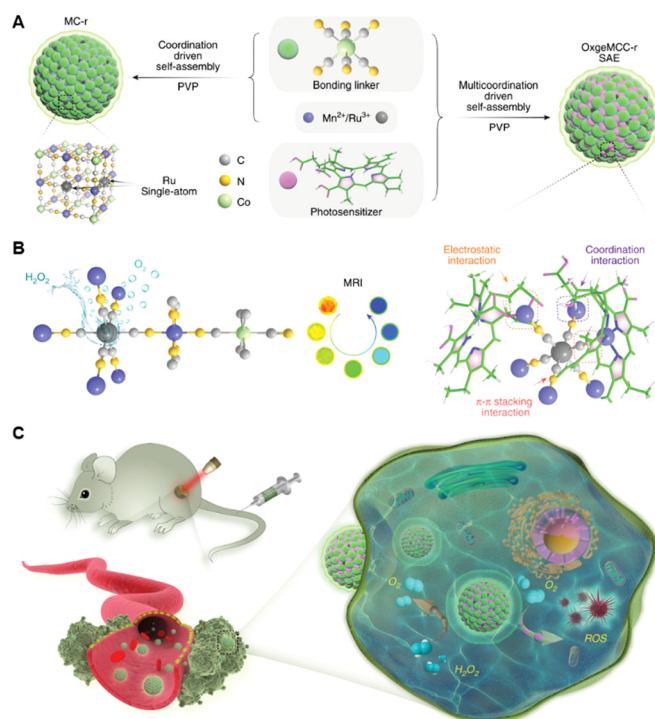 A
MC-r
Coordination
driven
self-assembly
PVP
Bonding linker
Mn²⁺/Ru³⁺
Photosensitizer
Multicoordination
driven
self-assembly
PVP
OxgeMCC-r
SAE
Ru
Single-atom
C
N
Co
B
H₂O₂
O₂
MRI
Electrostatic
interaction
Coordination
interaction
π-π stacking
interaction
C
O₂
O₂
ROS
H₂O₂